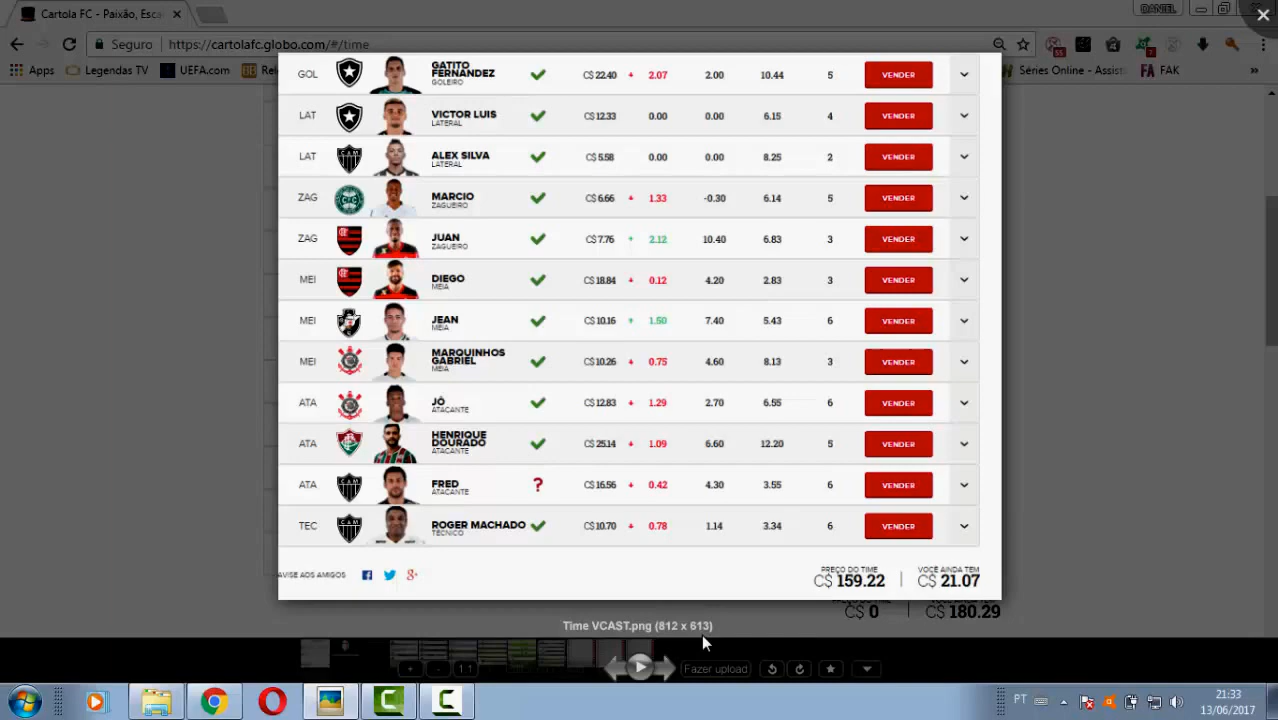 Cartola FC - Paixão, Esc
DANIEL
Seguro
https://cartolafc.globo.com/#/time
Apps
Legenda TV
UEFA.com
Séries Online - Assist
FAK
»
GOL GATITO FERNANDEZ C$ 22.40 2.07 2.00 10.44 5 VENDER
GOLEIRO
LAT VICTOR LUIS C$ 12.33 0.00 0.00 6.15 4 VENDER
LATERAL
LAT ALEX SILVA C$ 5.58 0.00 0.00 8.25 2 VENDER
LATERAL
ZAG MARCIO C$ 6.66 1.33 -0.30 6.14 5 VENDER
ZAGUEIRO
ZAG JUAN C$ 7.76 2.12 10.40 6.83 3 VENDER
ZAGUEIRO
MEI DIEGO C$ 18.84 0.12 4.20 2.83 3 VENDER
MEIA
MEI JEAN C$ 10.16 1.50 7.40 5.43 3 VENDER
MEIA
MEI MARQUINHOS GABRIEL C$ 10.26 0.75 4.60 8.13 3 VENDER
MEIA
ATA JÔ C$ 12.83 1.29 2.70 6.55 6 VENDER
ATACANTE
ATA HENRIQUE DOURADO C$ 25.14 1.09 6.60 12.20 5 VENDER
ATACANTE
ATA FRED ? C$ 16.56 0.42 4.30 3.55 6 VENDER
ATACANTE
TEC ROGER MACHADO C$ 10.70 0.78 1.14 3.34 VENDER
TÉCNICO
AVISE AOS AMIGOS
PREÇO DO TIME VOCÊ AINDA TEM
C$ 159.22 C$ 21.07
C$ 0 C$ 180.29
Time VCAST.png (812 x 613)
+ - 1:1 Fazer upload
PT
21:33
13/06/2017